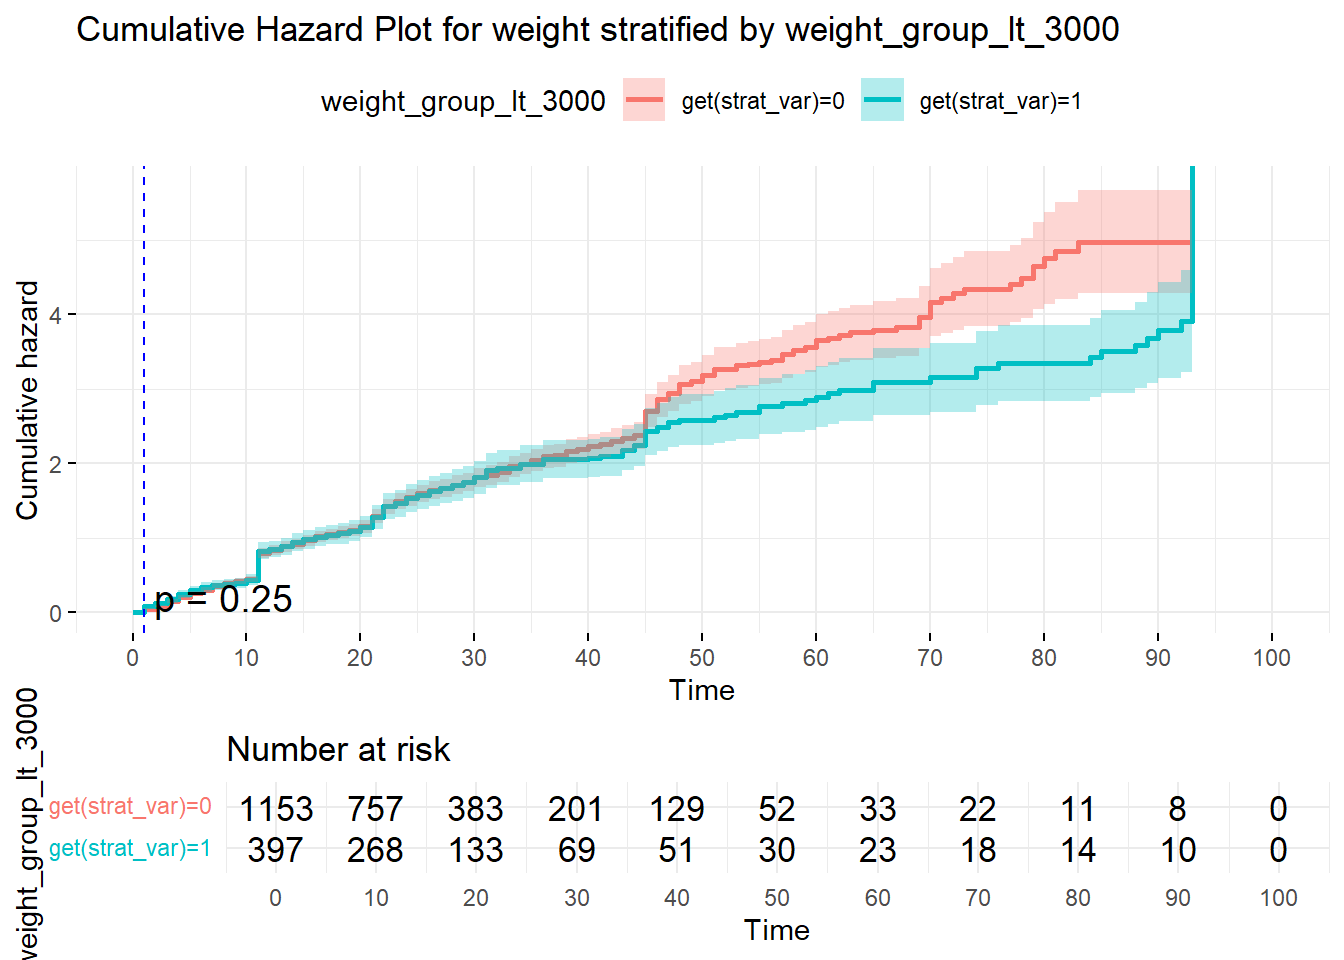 Cumulative Hazard Plot for weight stratified by weight_group_lt_3000
weight_group_lt_3000 get(strat_var)=0 get(strat_var)=1
Cumulative hazard
4
2
0
p = 0.25
0 10 20 30 40 50 60 70 80 90 100
Time
weight_group_lt_3000
Number at risk
get(strat_var)=0 1153 757 383 201 129 52 33 22 11 8 0
get(strat_var)=1 397 268 133 69 51 30 23 18 14 10 0
0 10 20 30 40 50 60 70 80 90 100
Time